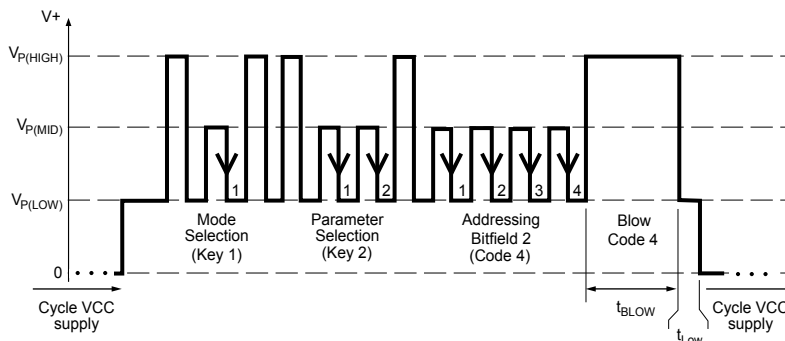 V+
VP(HIGH)
VP(MID)
VP(LOW)
0
1
1
2
1
2
3
4
Mode
Selection
(Key 1)
Parameter
Selection
(Key 2)
Addressing
Bitfield 2
(Code 4)
Blow
Code 4
Cycle VCC
supply
tBLOW
tLow
Cycle VCC
supply